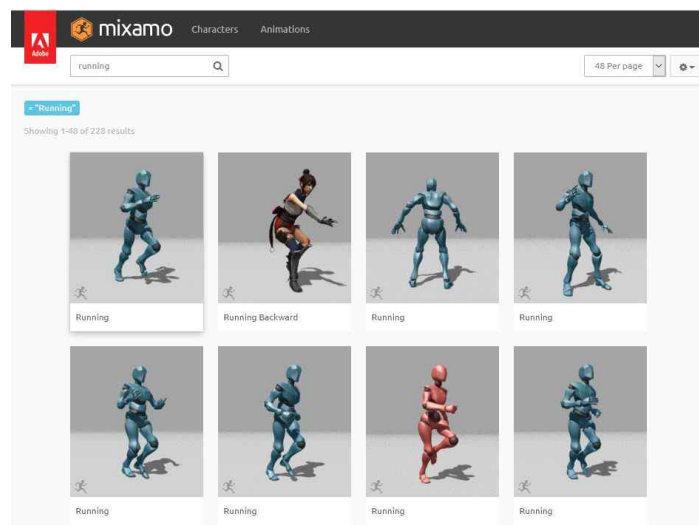 mixamo Characters Animations
Adobe
running 48 Per page
× "Running"
Showing 1-48 of 228 results
Running Running Backward Running Running
Running Running Running Running